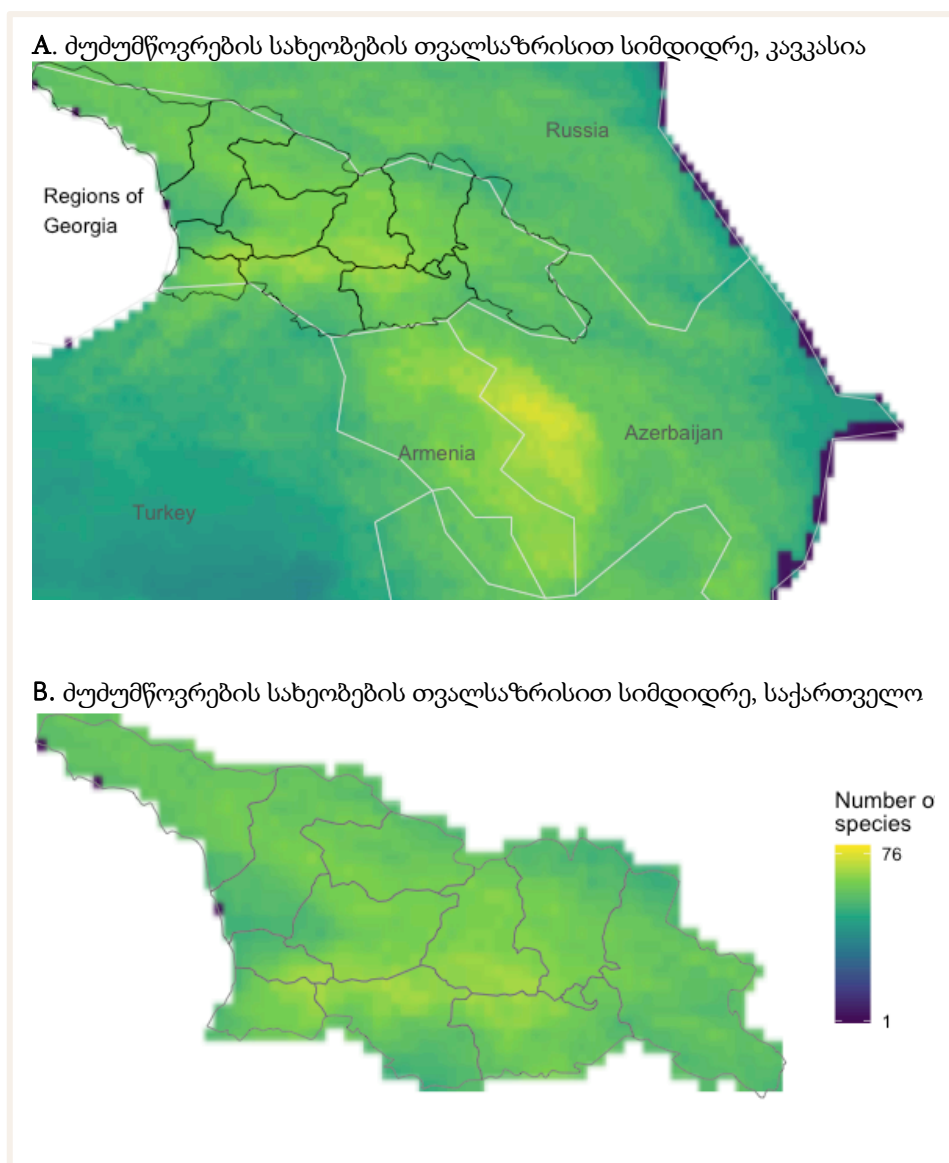 A. ძუძუმწოვრების სახეობების თვალსაზრისით სიმდიდრე, კავკასია
Russia
Regions of
Georgia
Azerbaijan
Armenia
Turkey
B. ძუძუმწოვრების სახეობების თვალსაზრისით სიმდიდრე, საქართველო
Number o
species
76
1